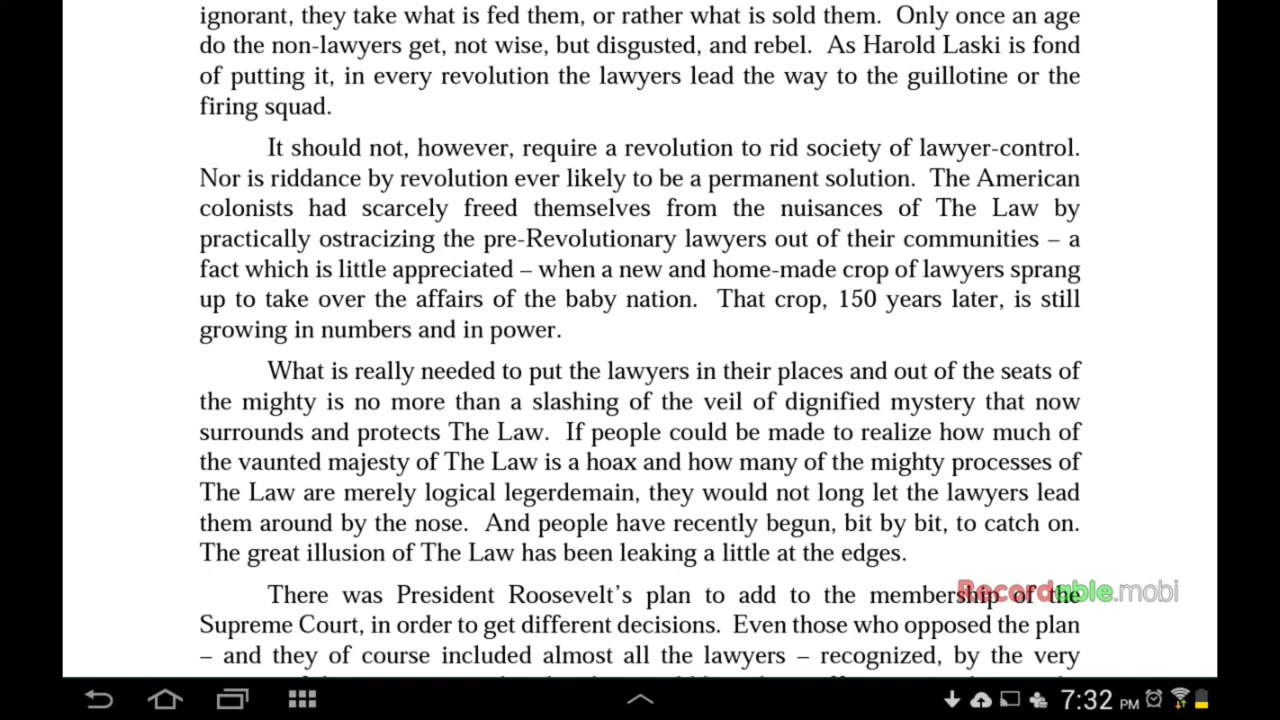 ignorant, they take what is fed them, or rather what is sold them. Only once an age
do the non-lawyers get, not wise, but disgusted, and rebel. As Harold Laski is fond
of putting it, in every revolution the lawyers lead the way to the guillotine or the
firing squad.
It should not, however, require a revolution to rid society of lawyer-control.
Nor is riddance by revolution ever likely to be a permanent solution. The American
colonists had scarcely freed themselves from the nuisances of The Law by
practically ostracizing the pre-Revolutionary lawyers out of their communities – a
fact which is little appreciated – when a new and home-made crop of lawyers sprang
up to take over the affairs of the baby nation. That crop, 150 years later, is still
growing in numbers and in power.
What is really needed to put the lawyers in their places and out of the seats of
the mighty is no more than a slashing of the veil of dignified mystery that now
surrounds and protects The Law. If people could be made to realize how much of
the vaunted majesty of The Law is a hoax and how many of the mighty processes of
The Law are merely logical legerdemain, they would not long let the lawyers lead
them around by the nose. And people have recently begun, bit by bit, to catch on.
The great illusion of The Law has been leaking a little at the edges.
There was President Roosevelt's plan to add to the membership of the
Recordable.mobi
Supreme Court, in order to get different decisions. Even those who opposed the plan
– and they of course included almost all the lawyers – recognized, by the very
7:32 PM